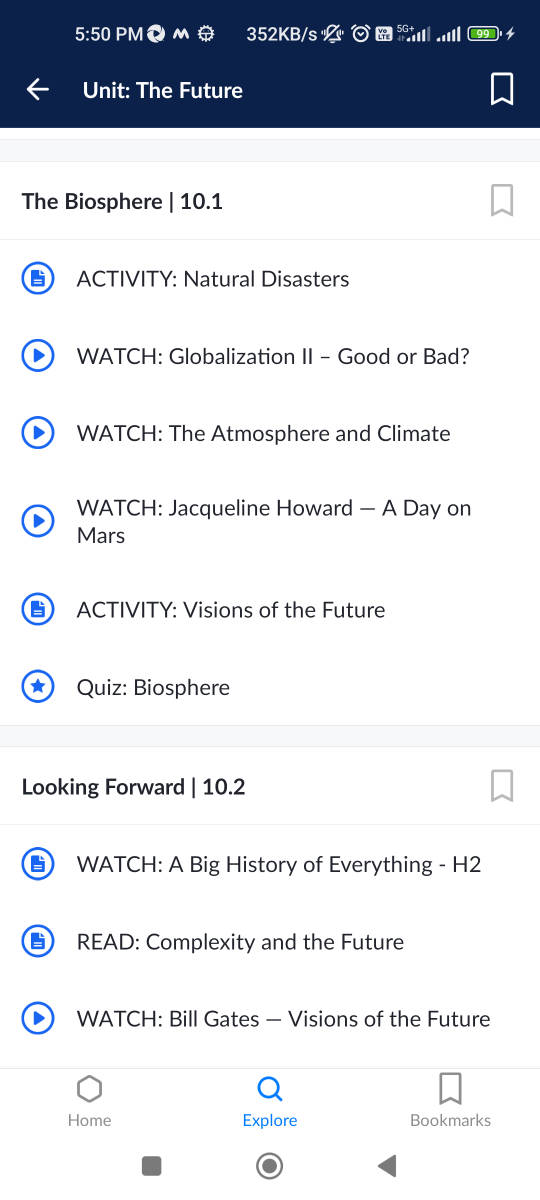 5:50 PM 352KB/s Vo LTE 5G+ 99
Unit: The Future
The Biosphere | 10.1
ACTIVITY: Natural Disasters
WATCH: Globalization II – Good or Bad?
WATCH: The Atmosphere and Climate
WATCH: Jacqueline Howard — A Day on
Mars
ACTIVITY: Visions of the Future
Quiz: Biosphere
Looking Forward | 10.2
WATCH: A Big History of Everything - H2
READ: Complexity and the Future
WATCH: Bill Gates — Visions of the Future
Home Explore Bookmarks